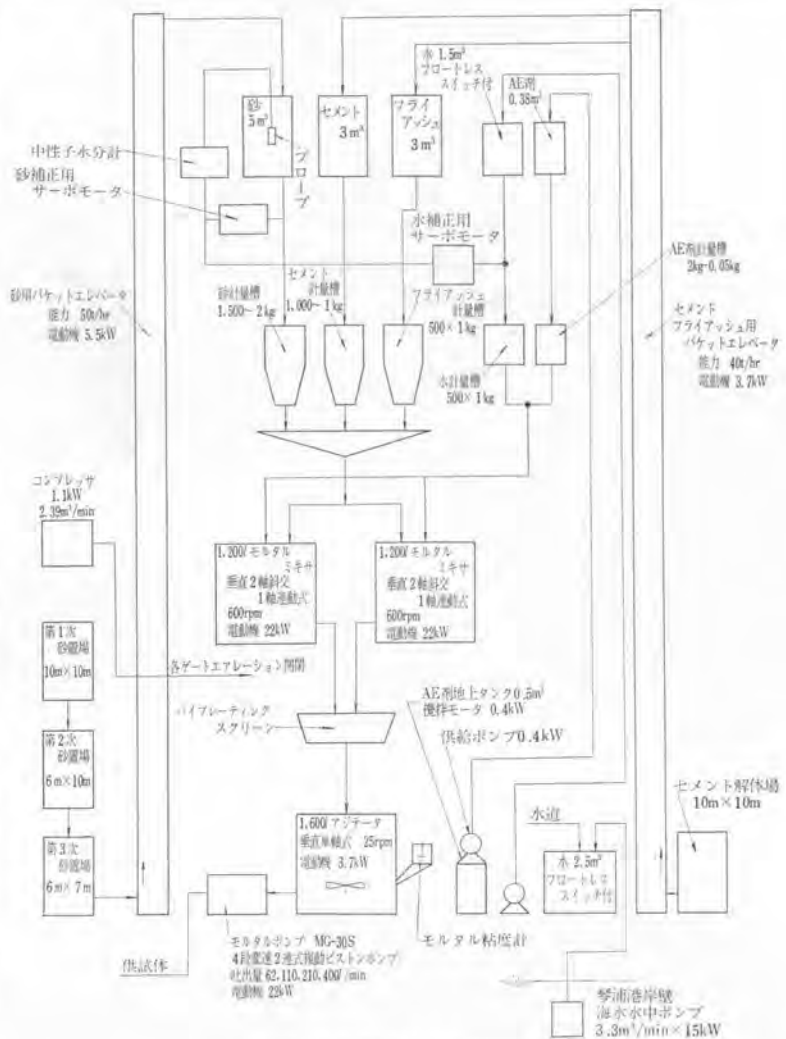 水 1.5m³
フロートレス
スイッチ付
AE剤
0.38m³
砂
5m³
セメント
3m³
フライ
アッシュ
3m³
プローブ
中性子水分計
砂補正用
サーボモータ
水補正用
サーボモータ
AE剤計量槽
2kg-0.05kg
砂用バケットエレベータ
能力 50t/hr
電動機 5.5kW
砂計量槽
1.500~2kg
セメント
計量槽
1.000~1kg
フライアッシュ
計量槽
500×1kg
水計量槽
500×1kg
セメント
フライアッシュ用
バケットエレベータ
能力 40t/hr
電動機 3.7kW
コンプレッサ
1.1kW
2.39m³/min
1.200lモルタル
ミキサ
垂直2軸斜交
1軸連動式
600rpm
電動機 22kW
1.200lモルタル
ミキサ
垂直2軸斜交
1軸連動式
600rpm
電動機 22kW
第1次
砂置場
10m×10m
各ゲートエアレーション開閉
第2次
砂置場
6m×10m
バイブレーティング
スクリーン
AE剤地上タンク0.5m³
攪拌モータ 0.4kW
供給ポンプ0.4kW
セメント解体場
10m×10m
第3次
砂置場
6m×7m
1.600lアジテータ
垂直単軸式 25rpm
電動機 3.7kW
水道
水 2.5m³
フロートレス
スイッチ付
モルタル粘度計
供試体
モルタルポンプ MG-30S
4段変速2連式複動ピストンポンプ
吐出量 62.110.210.400l/min
電動機 22kW
琴浦港岸壁
海水水中ポンプ
3.3m³/min×15kW